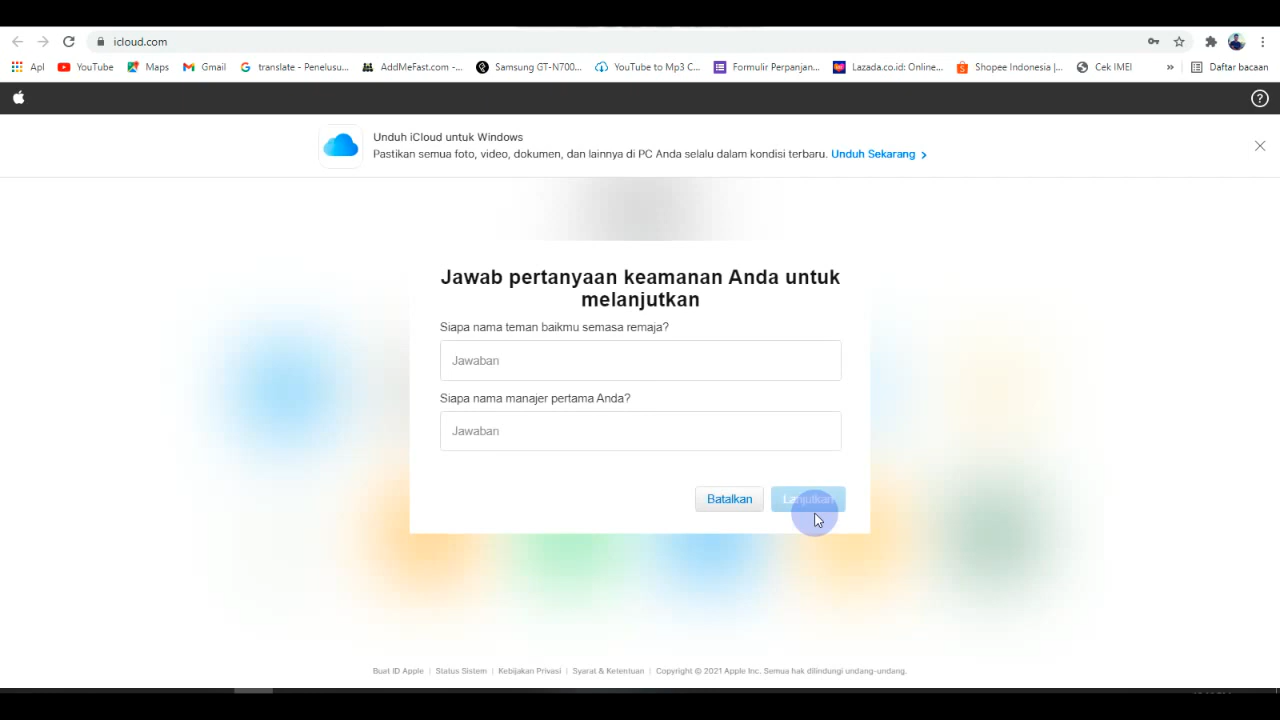 icloud.com
Apl YouTube Maps Gmail translate - Penelusu... AddMeFast.com -... Samsung GT-N700... YouTube to Mp3 C... Formulir Perpanjan... Lazada.co.id: Online... Shopee Indonesia |... Cek IMEI » Daftar bacaan
Unduh iCloud untuk Windows
Pastikan semua foto, video, dokumen, dan lainnya di PC Anda selalu dalam kondisi terbaru. Unduh Sekarang >
Jawab pertanyaan keamanan Anda untuk
melanjutkan
Siapa nama teman baikmu semasa remaja?
Jawaban
Siapa nama manajer pertama Anda?
Jawaban
Batalkan Lanjutkan
Buat ID Apple | Status Sistem | Kebijakan Privasi | Syarat & Ketentuan | Copyright © 2021 Apple Inc. Semua hak dilindungi undang-undang.